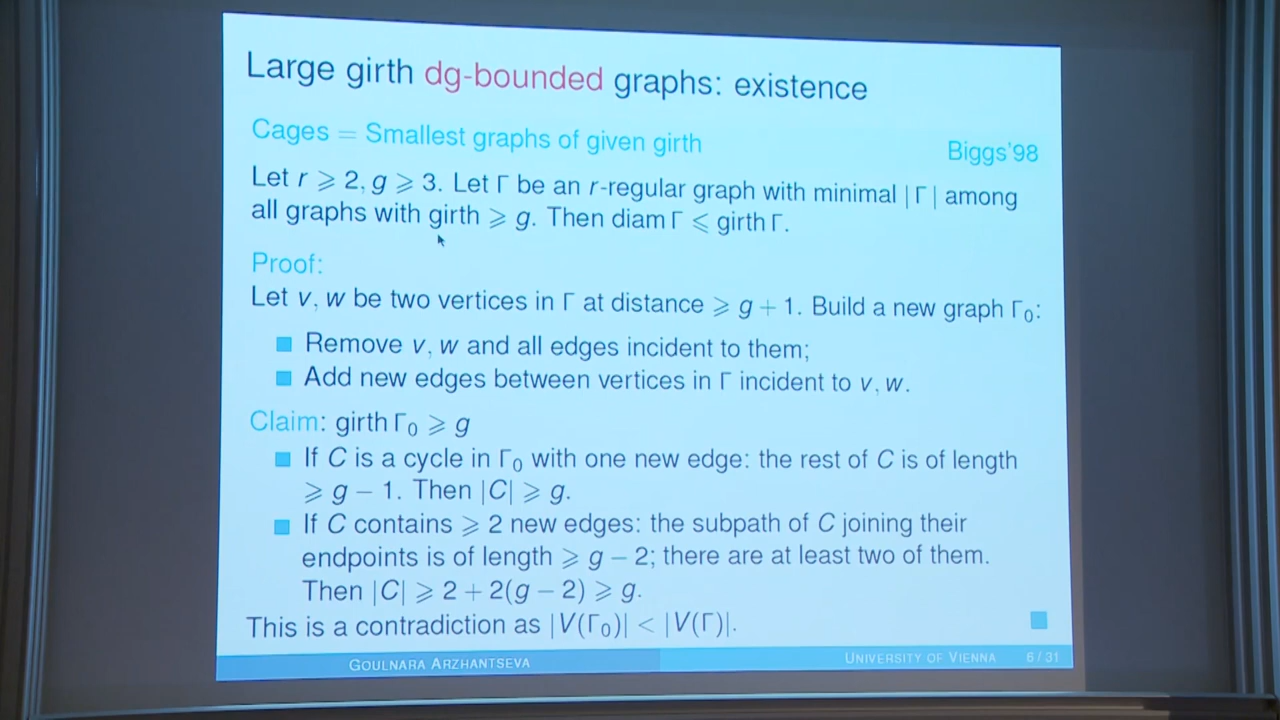 Large girth dg-bounded graphs: existence
Cages = Smallest graphs of given girth
Biggs'98
Let r ⩾ 2, g ⩾ 3. Let Γ be an r-regular graph with minimal |Γ| among
all graphs with girth ⩾ g. Then diam Γ ⩽ girth Γ.
Proof:
Let v, w be two vertices in Γ at distance ⩾ g + 1. Build a new graph Γ₀:
Remove v, w and all edges incident to them;
Add new edges between vertices in Γ incident to v, w.
Claim: girth Γ₀ ⩾ g
If C is a cycle in Γ₀ with one new edge: the rest of C is of length
⩾ g − 1. Then |C| ⩾ g.
If C contains ⩾ 2 new edges: the subpath of C joining their
endpoints is of length ⩾ g − 2; there are at least two of them.
Then |C| ⩾ 2 + 2(g − 2) ⩾ g.
This is a contradiction as |V(Γ₀)| < |V(Γ)|.
GOULNARA ARZHANTSEVA
UNIVERSITY OF VIENNA 6 / 31